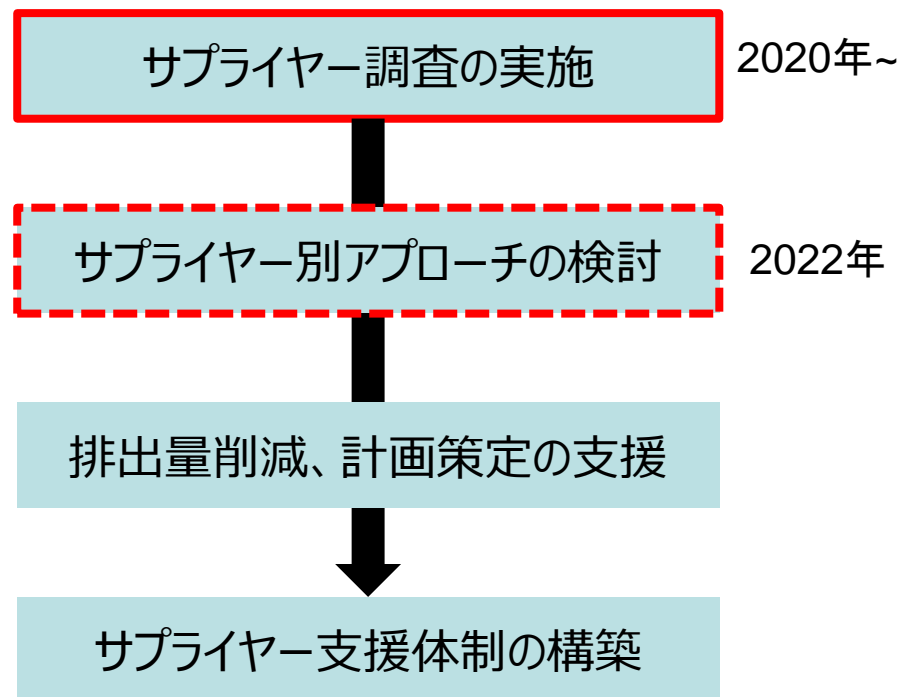 サプライヤー調査の実施
2020年~
サプライヤー別アプローチの検討
2022年
排出量削減、計画策定の支援
サプライヤー支援体制の構築